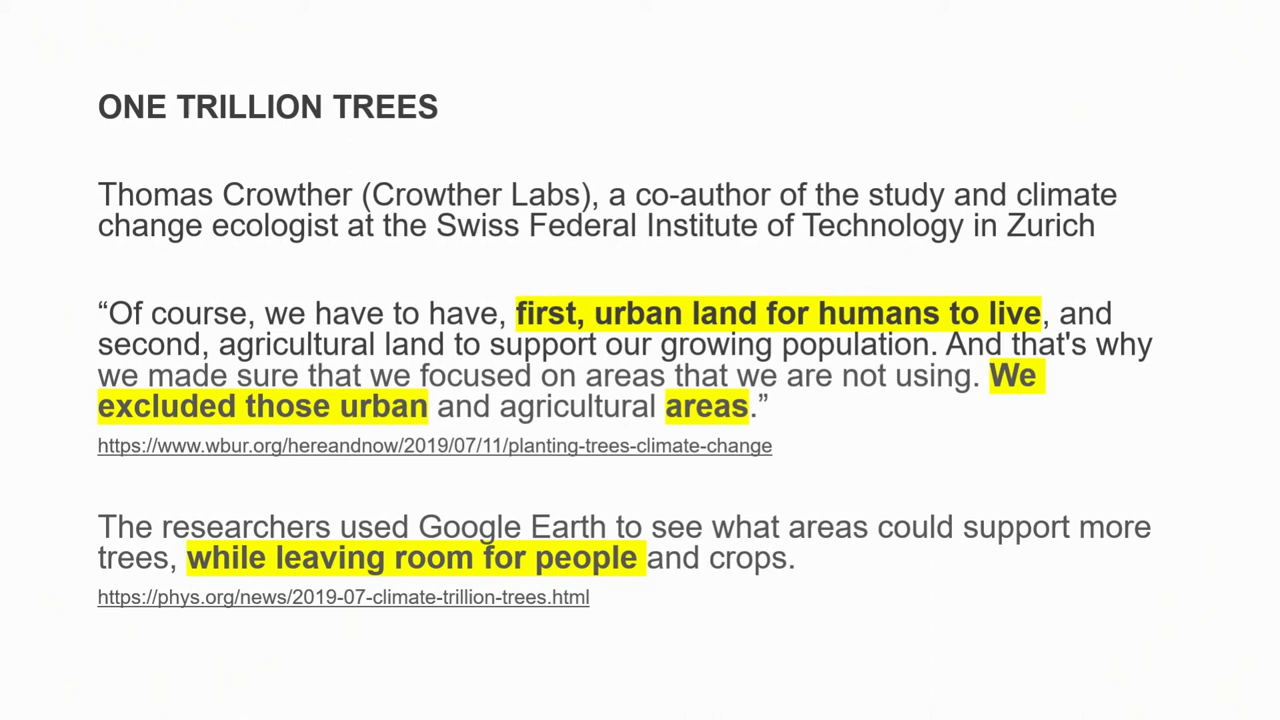 ONE TRILLION TREES
Thomas Crowther (Crowther Labs), a co-author of the study and climate
change ecologist at the Swiss Federal Institute of Technology in Zurich
“Of course, we have to have, first, urban land for humans to live, and
second, agricultural land to support our growing population. And that's why
we made sure that we focused on areas that we are not using. We
excluded those urban and agricultural areas.”
https://www.wbur.org/hereandnow/2019/07/11/planting-trees-climate-change
The researchers used Google Earth to see what areas could support more
trees, while leaving room for people and crops.
https://phys.org/news/2019-07-climate-trillion-trees.html